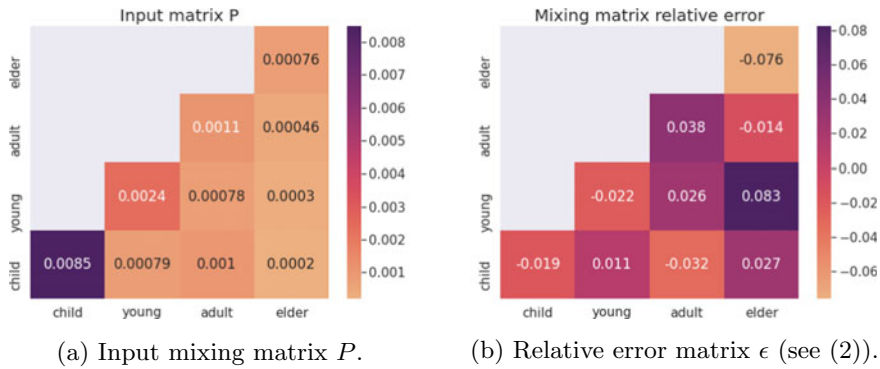 Input matrix P
Mixing matrix relative error
elder
adult
young
child
0.00076
0.0011 0.00046
0.0024 0.00078 0.0003
0.0085 0.00079 0.001 0.0002
child young adult elder
0.008
0.007
0.006
0.005
0.004
0.003
0.002
0.001
elder
adult
young
child
-0.076
0.038 -0.014
-0.022 0.026 0.083
-0.019 0.011 -0.032 0.027
child young adult elder
0.08
0.06
0.04
0.02
0.00
−0.02
−0.04
−0.06
(a) Input mixing matrix P.
(b) Relative error matrix ϵ (see (2)).